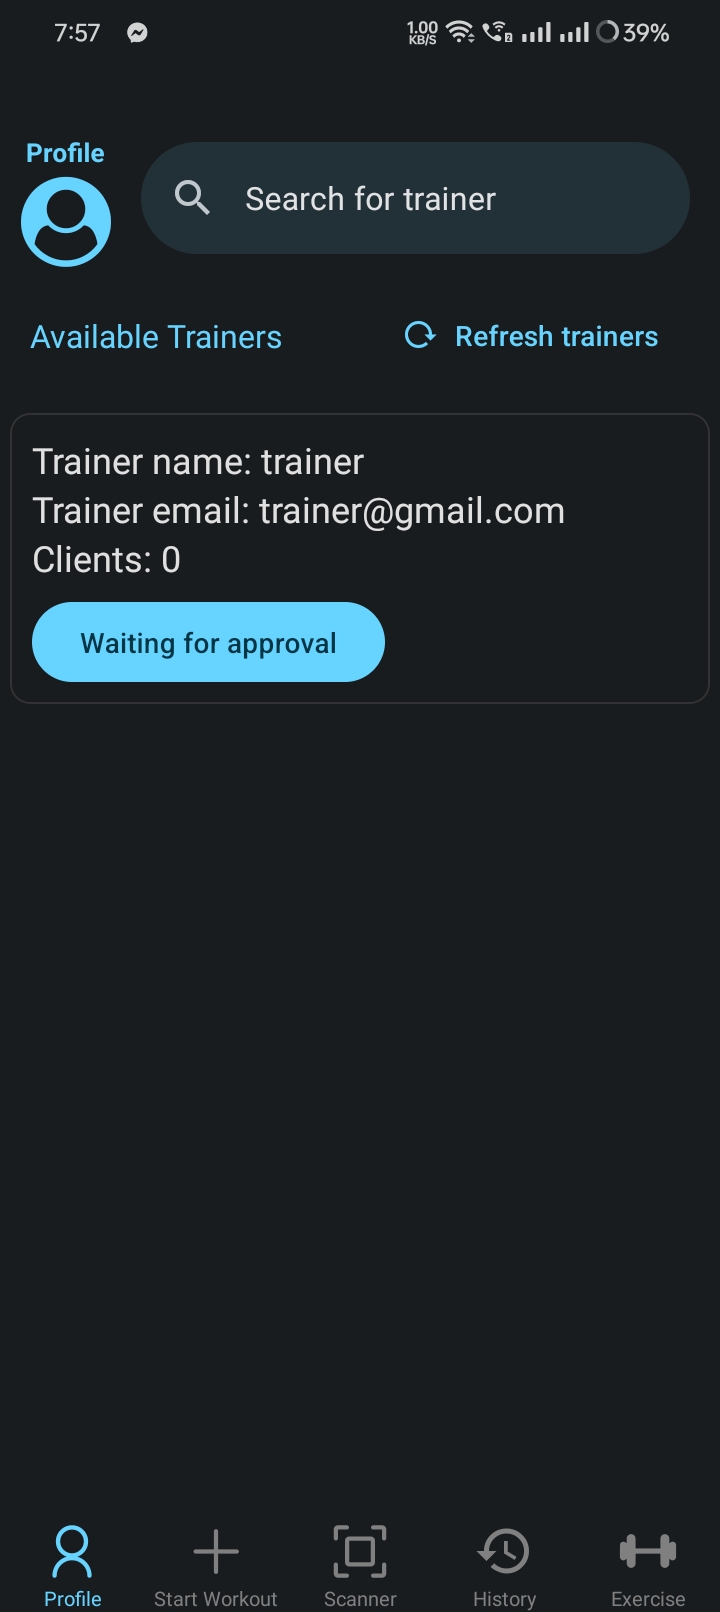 7:57 1.00 KB/S 2 39%
Profile
Search for trainer
Available Trainers Refresh trainers
Trainer name: trainer
Trainer email: trainer@gmail.com
Clients: 0
Waiting for approval
Profile Start Workout Scanner History Exercise